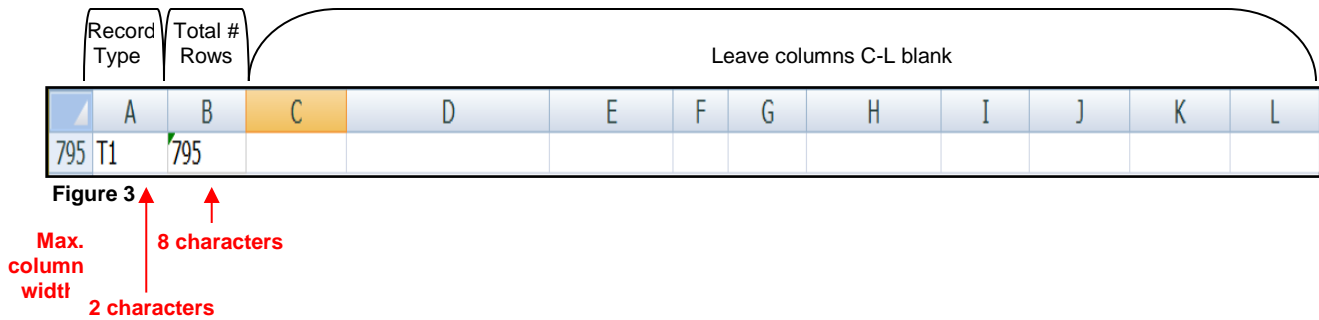 Record Total #
Type Rows Leave columns C-L blank
A B C D E F G H I J K L
795 T1 795
Figure 3
Max. 8 characters
column
width
2 characters